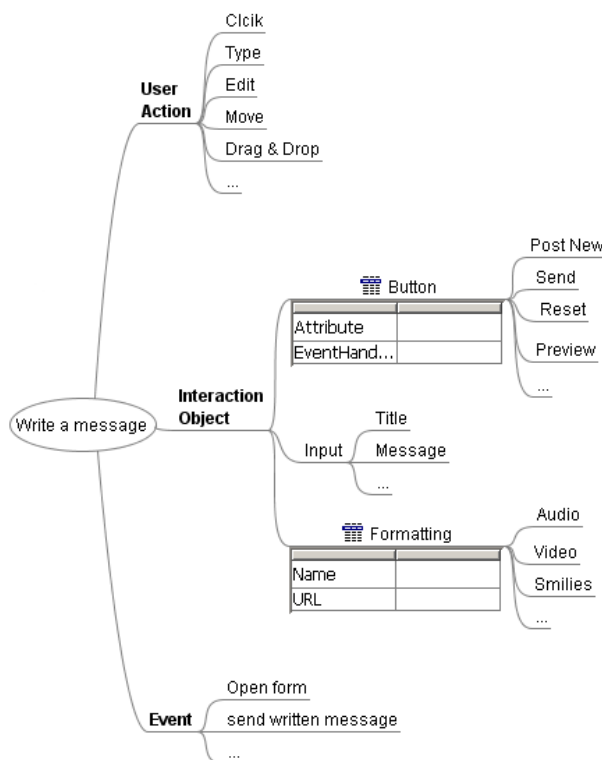 Clcik
Type
User
Action
Edit
Move
Drag & Drop
...
Post New
Button
Send
Reset
Attribute
EventHand...
Preview
...
Interaction
Object
Write a message
Title
Input
Message
...
Formatting
Audio
Video
Name
Smilies
URL
...
Open form
Event
send written message
...